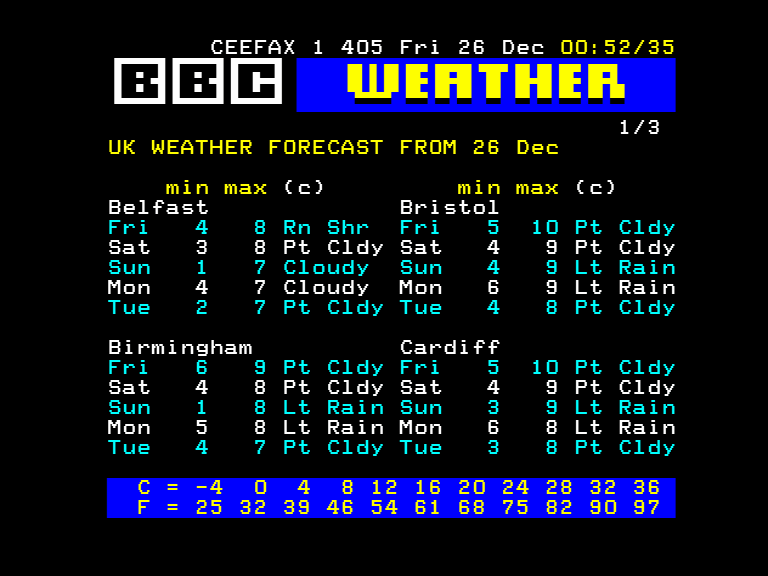 CEEFAX 1 405 Fri 26 Dec 00:52/35
BBC WEATHER
1/3
UK WEATHER FORECAST FROM 26 Dec
min max (c) min max (c)
Belfast Bristol
Fri 4 8 Rn Shr Fri 5 10 Pt Cldy
Sat 3 8 Pt Cldy Sat 4 9 Pt Cldy
Sun 1 7 Cloudy Sun 4 9 Lt Rain
Mon 4 7 Cloudy Mon 6 9 Lt Rain
Tue 2 7 Pt Cldy Tue 4 8 Pt Cldy
Birmingham Cardiff
Fri 6 9 Pt Cldy Fri 5 10 Pt Cldy
Sat 4 8 Pt Cldy Sat 4 9 Pt Cldy
Sun 1 8 Lt Rain Sun 3 9 Lt Rain
Mon 5 8 Lt Rain Mon 6 8 Lt Rain
Tue 4 7 Pt Cldy Tue 3 8 Pt Cldy
C = -4 0 4 8 12 16 20 24 28 32 36
F = 25 32 39 46 54 61 68 75 82 90 97